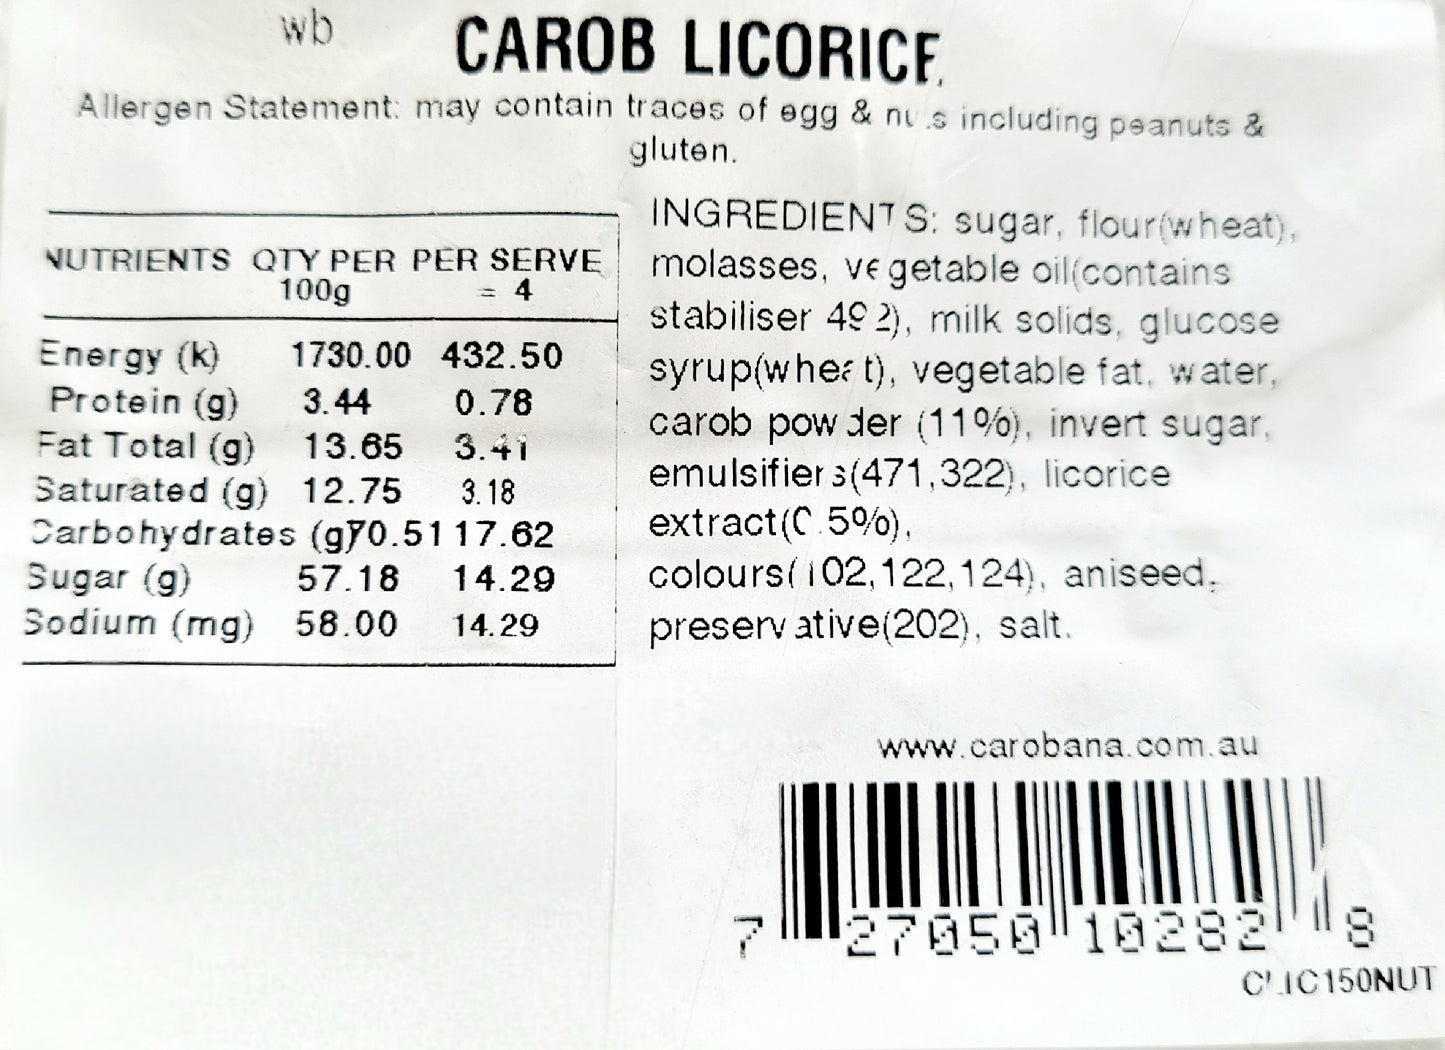 wb
CAROB LICORICE
Allergen Statement: may contain traces of egg & nuts including peanuts &
gluten.
NUTRIENTS QTY PER PER SERVE
100g = 4
Energy (k) 1730.00 432.50
Protein (g) 3.44 0.78
Fat Total (g) 13.65 3.41
Saturated (g) 12.75 3.18
Carbohydrates (g) 70.51 17.62
Sugar (g) 57.18 14.29
Sodium (mg) 58.00 14.29
INGREDIENTS: sugar, flour(wheat),
molasses, vegetable oil(contains
stabiliser 492), milk solids, glucose
syrup(wheat), vegetable fat, water,
carob powder (11%), invert sugar,
emulsifiers(471,322), licorice
extract(0.5%),
colours(102,122,124), aniseed,
preservative(202), salt.
www.carobana.com.au
7 27050 10282 8